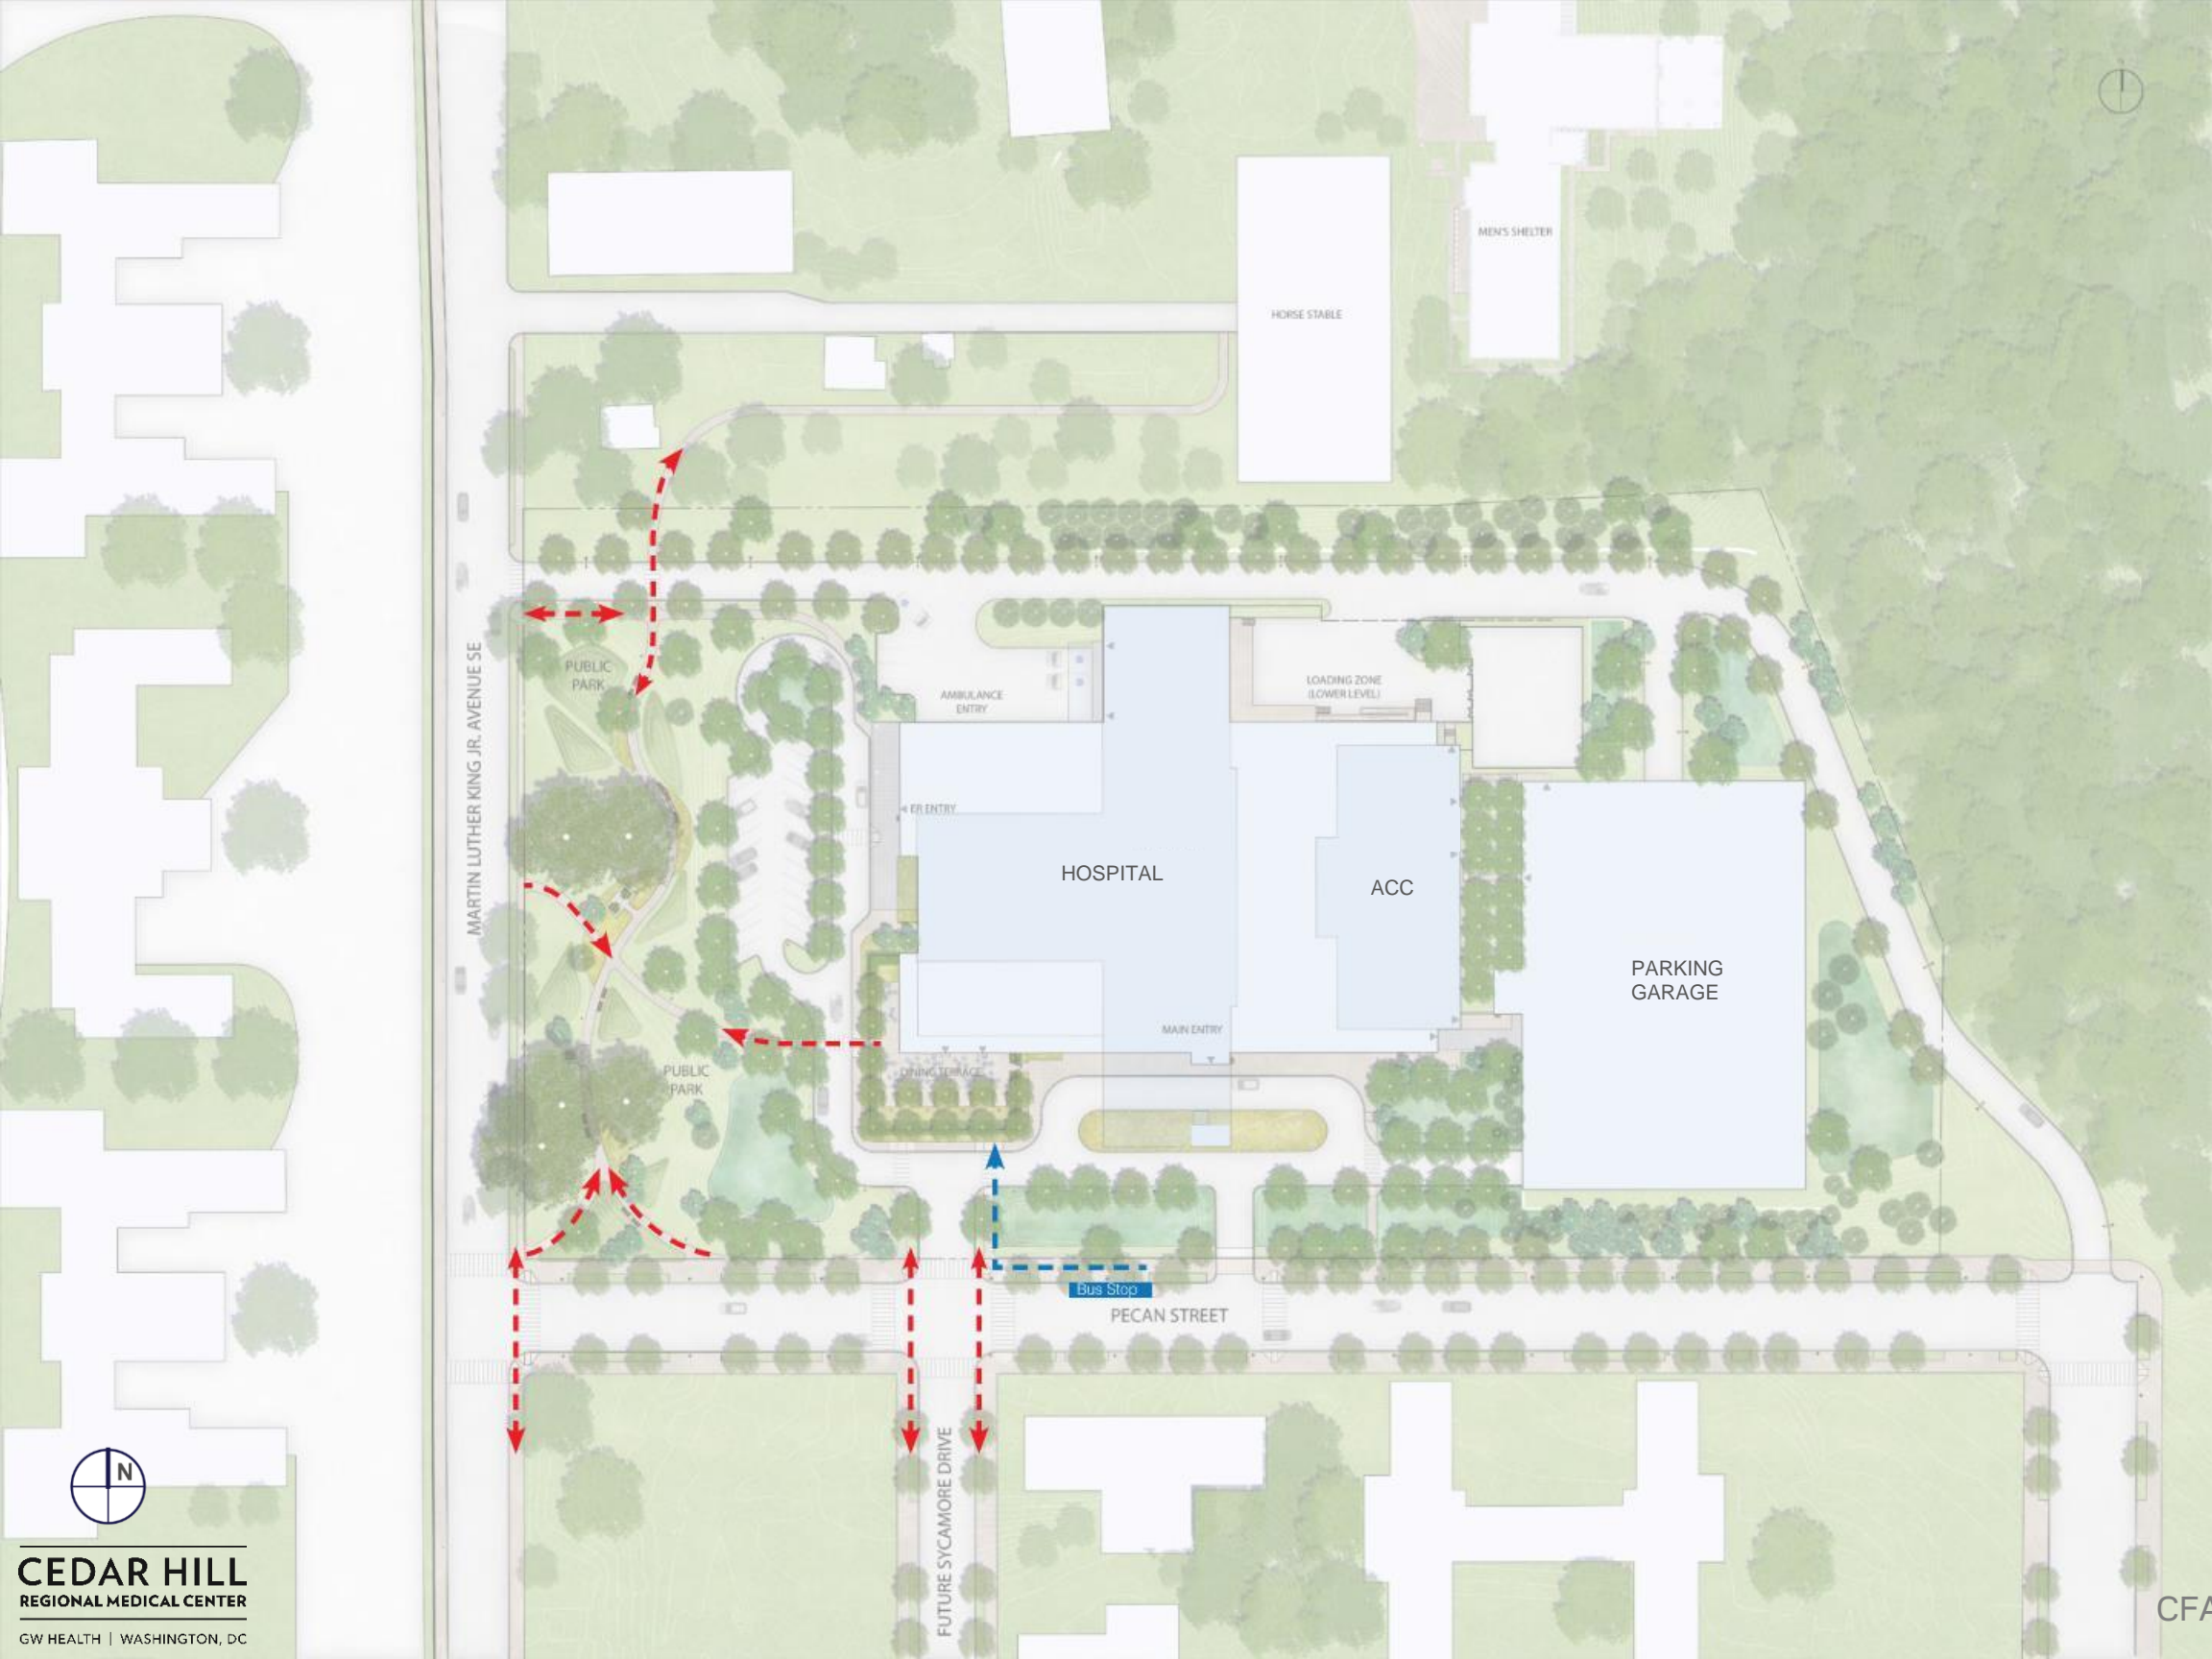 MEN'S SHELTER
HORSE STABLE
PUBLIC
PARK
AMBULANCE
ENTRY
LOADING ZONE
(LOWER LEVEL)
MARTIN LUTHER KING JR. AVENUE SE
ER ENTRY
HOSPITAL
ACC
PARKING
GARAGE
MAIN ENTRY
DINING TERRACE
PUBLIC
PARK
Bus Stop
PECAN STREET
FUTURE SYCAMORE DRIVE
N
CEDAR HILL
REGIONAL MEDICAL CENTER
GW HEALTH | WASHINGTON, DC
CFA